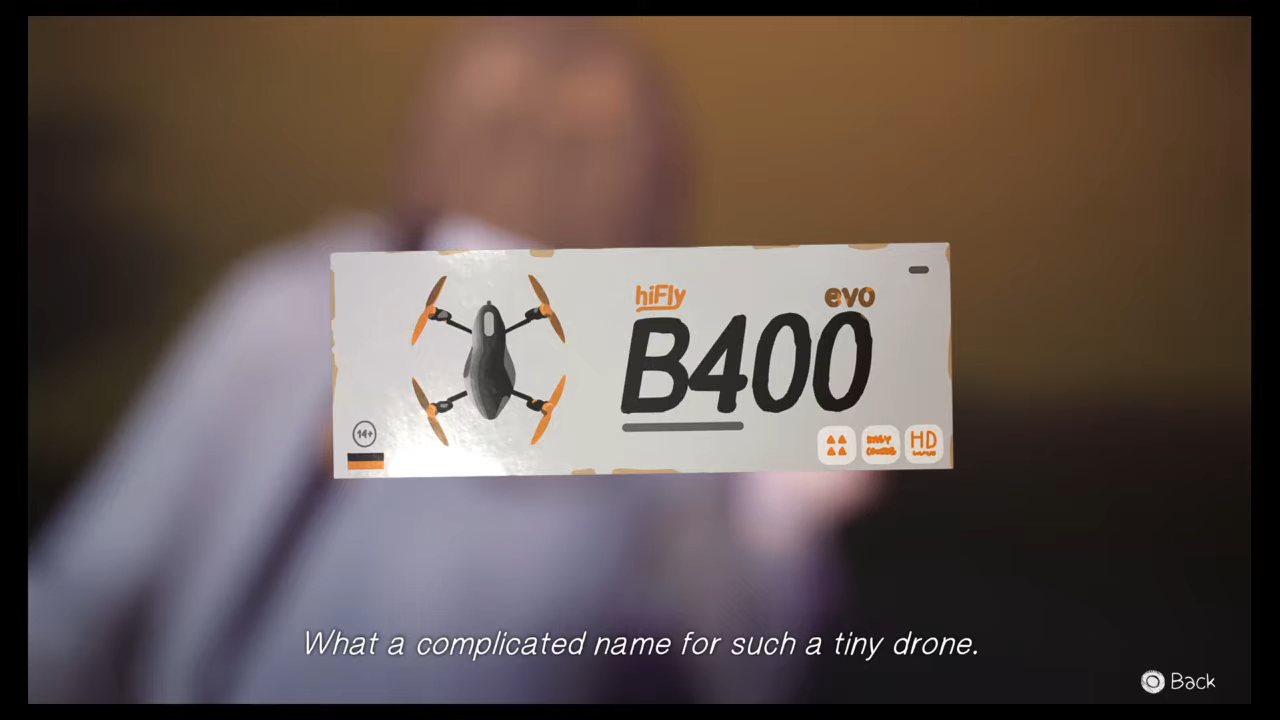 hiFly
evo
B400
14+
HD
What a complicated name for such a tiny drone.
Back